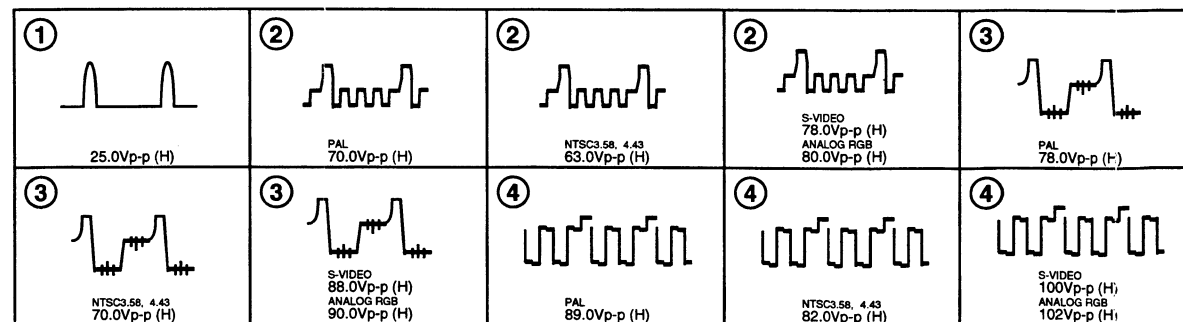 ①
25.0Vp-p (H)
②
PAL
70.0Vp-p (H)
②
NTSC3.58, 4.43
63.0Vp-p (H)
②
S-VIDEO
78.0Vp-p (H)
ANALOG RGB
80.0Vp-p (H)
③
PAL
78.0Vp-p (H)
③
NTSC3.58, 4.43
70.0Vp-p (H)
③
S-VIDEO
88.0Vp-p (H)
ANALOG RGB
90.0Vp-p (H)
④
PAL
89.0Vp-p (H)
④
NTSC3.58, 4.43
82.0Vp-p (H)
④
S-VIDEO
100Vp-p (H)
ANALOG RGB
102Vp-p (H)